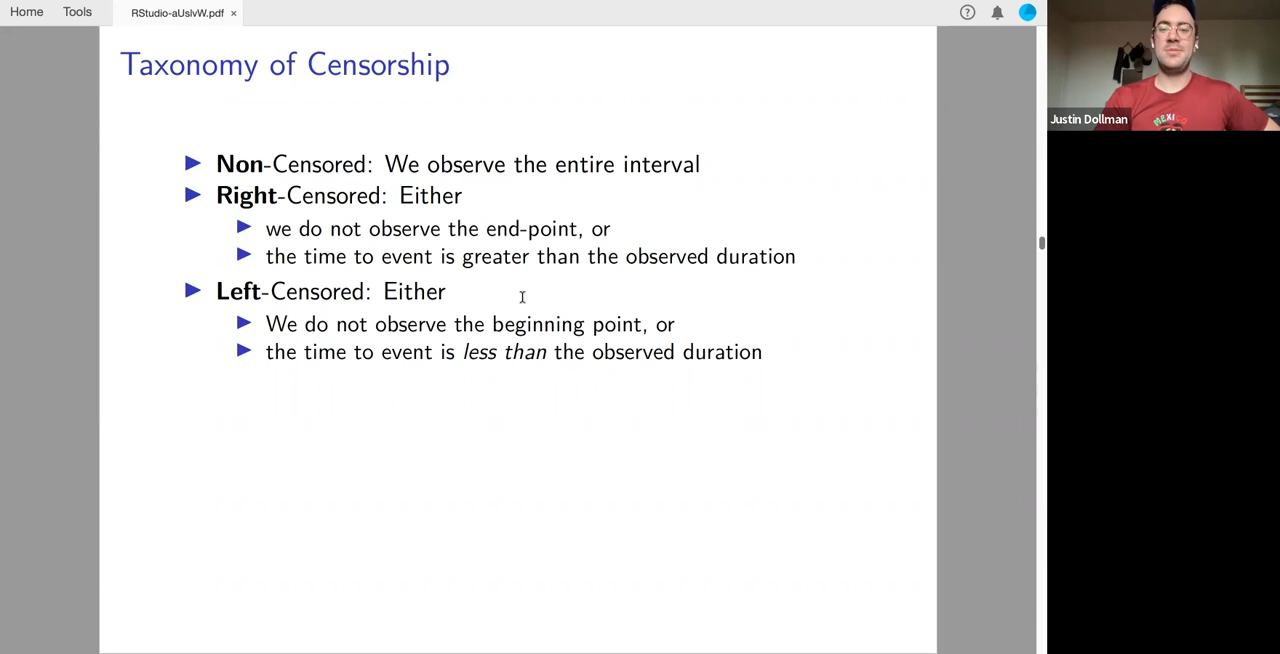 Home Tools RStudio-aUslvW.pdf ×
Taxonomy of Censorship
Non-Censored: We observe the entire interval
Right-Censored: Either
we do not observe the end-point, or
the time to event is greater than the observed duration
Left-Censored: Either
We do not observe the beginning point, or
the time to event is less than the observed duration
MEXICO
Justin Dollman